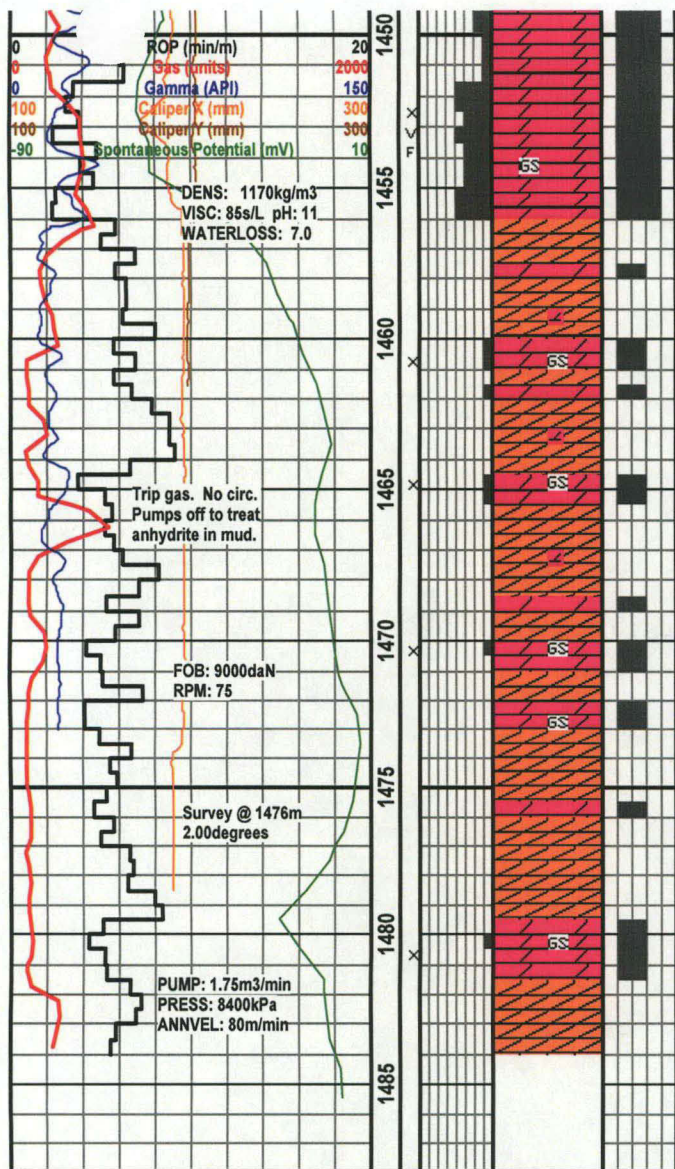 0 ROP (min/m) 20
0 Gas (units) 2000
0 Gamma (API) 150
100 Caliper X (mm) 300
100 Caliper Y (mm) 300
-90 Spontaneous Potential (mV) 10
1450
X
V
F
GS
1455
DENS: 1170kg/m3
VISC: 85s/L pH: 11
WATERLOSS: 7.0
1460
X
GS
1465
X
GS
Trip gas. No circ.
Pumps off to treat
anhydrite in mud.
1470
X
GS
FOB: 9000daN
RPM: 75
GS
1475
Survey @ 1476m
2.00degrees
1480
X
GS
PUMP: 1.75m3/min
PRESS: 8400kPa
ANNVEL: 80m/min
1485